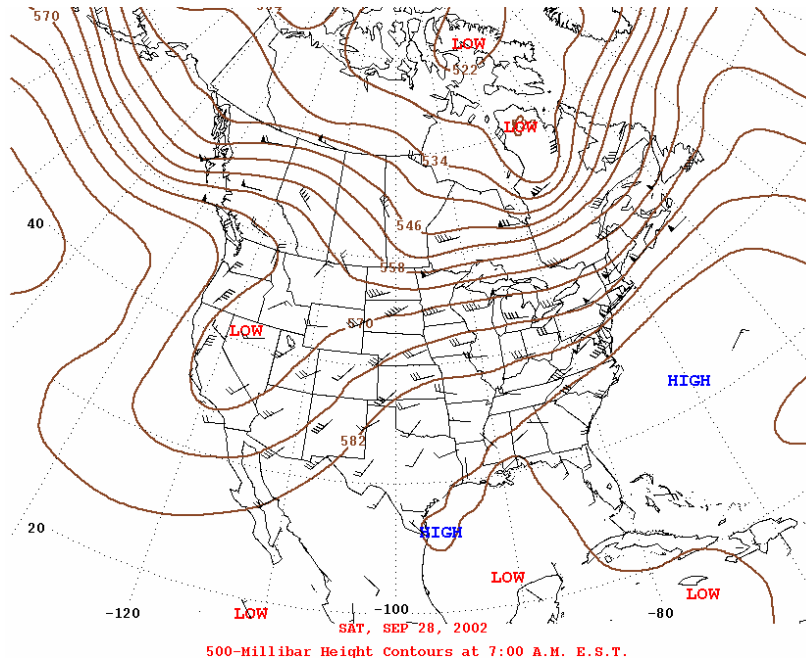 570
LOW
522
LOW
534
40
546
558
LOW
570
HIGH
582
20
HIGH
LOW
LOW
-120
LOW
-100
-80
SAT, SEP 28, 2002
500-Millibar Height Contours at 7:00 A.M. E.S.T.